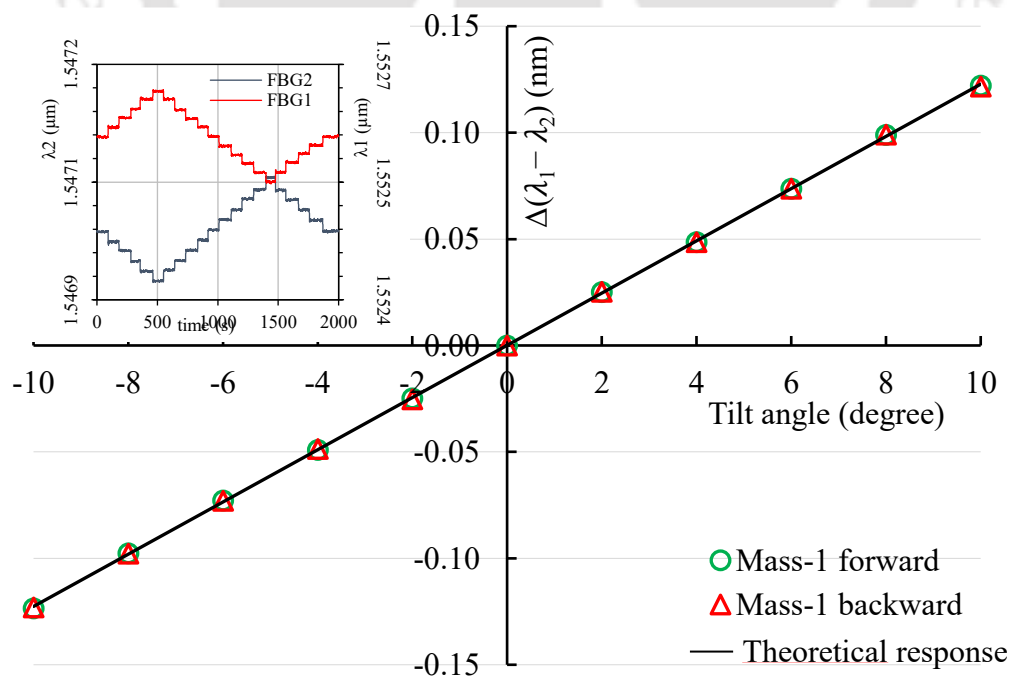 0.15
0.10
0.05
0.00
-0.05
-0.10
-0.15
Δ(λ1− λ2)) (nm)
-10 -8 -6 -4 -2 0 2 4 6 8 10
Tilt angle (degree)
Mass-1 forward
Mass-1 backward
Theoretical response
1.5472
1.5471
1.5469
λ2 (μm)
FBG2
FBG1
1.5527
1.5525
1.5524
λ1 (μm)
0 500 1000 1500 2000
time (s)